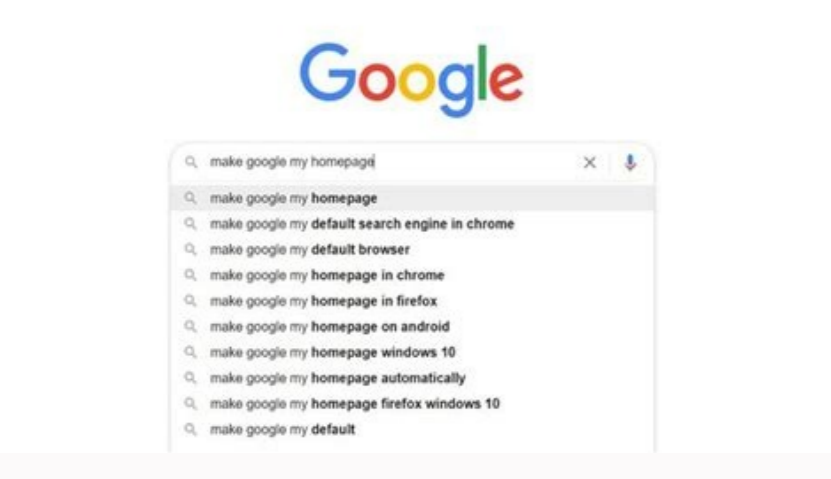 Google
make google my homepage
make google my homepage
make google my default search engine in chrome
make google my default browser
make google my homepage in chrome
make google my homepage in firefox
make google my homepage on android
make google my homepage windows 10
make google my homepage automatically
make google my homepage firefox windows 10
make google my default